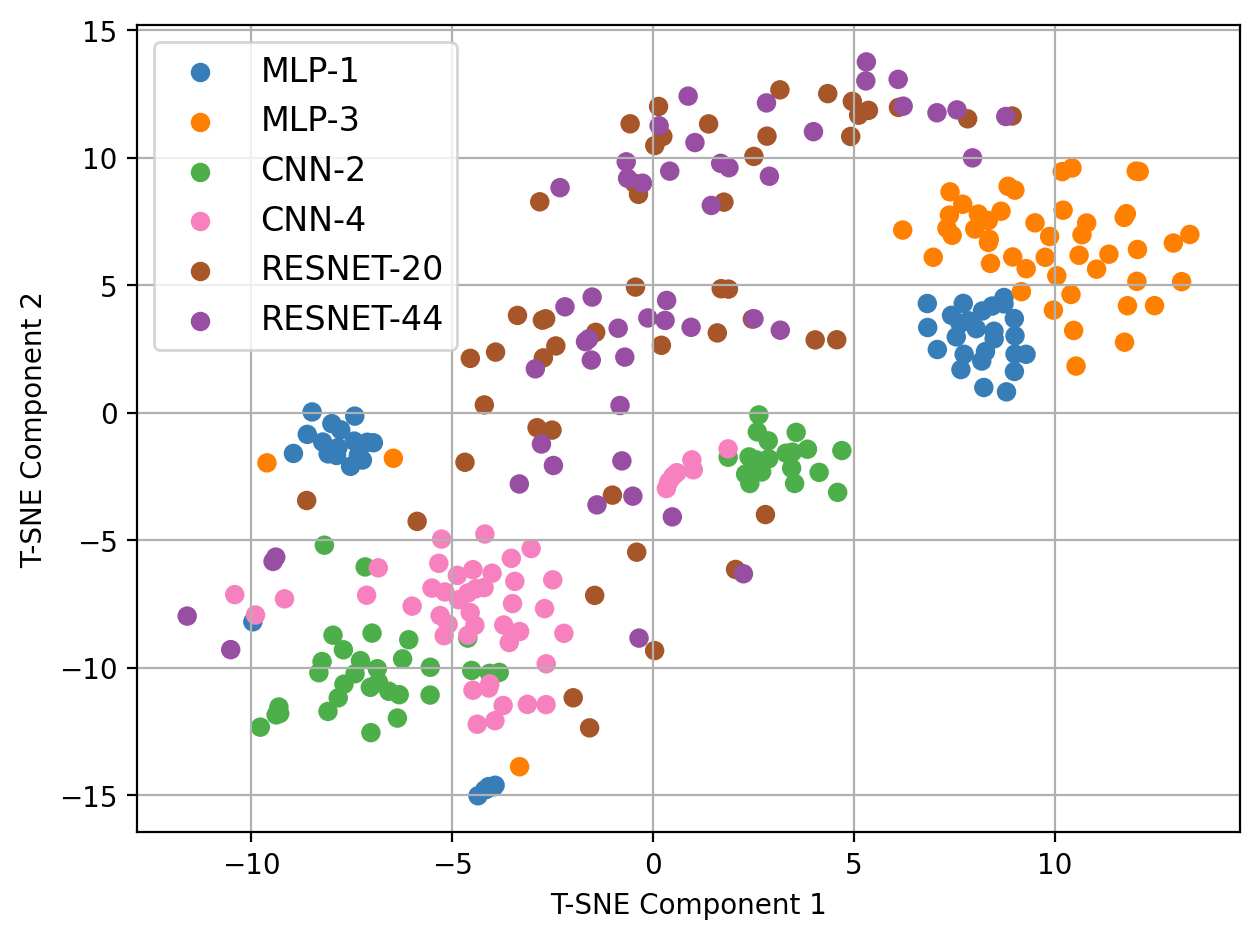 MLP-1
MLP-3
CNN-2
CNN-4
RESNET-20
RESNET-44
15
10
5
0
−5
−10
−15
T-SNE Component 2
−10 −5 0 5 10
T-SNE Component 1